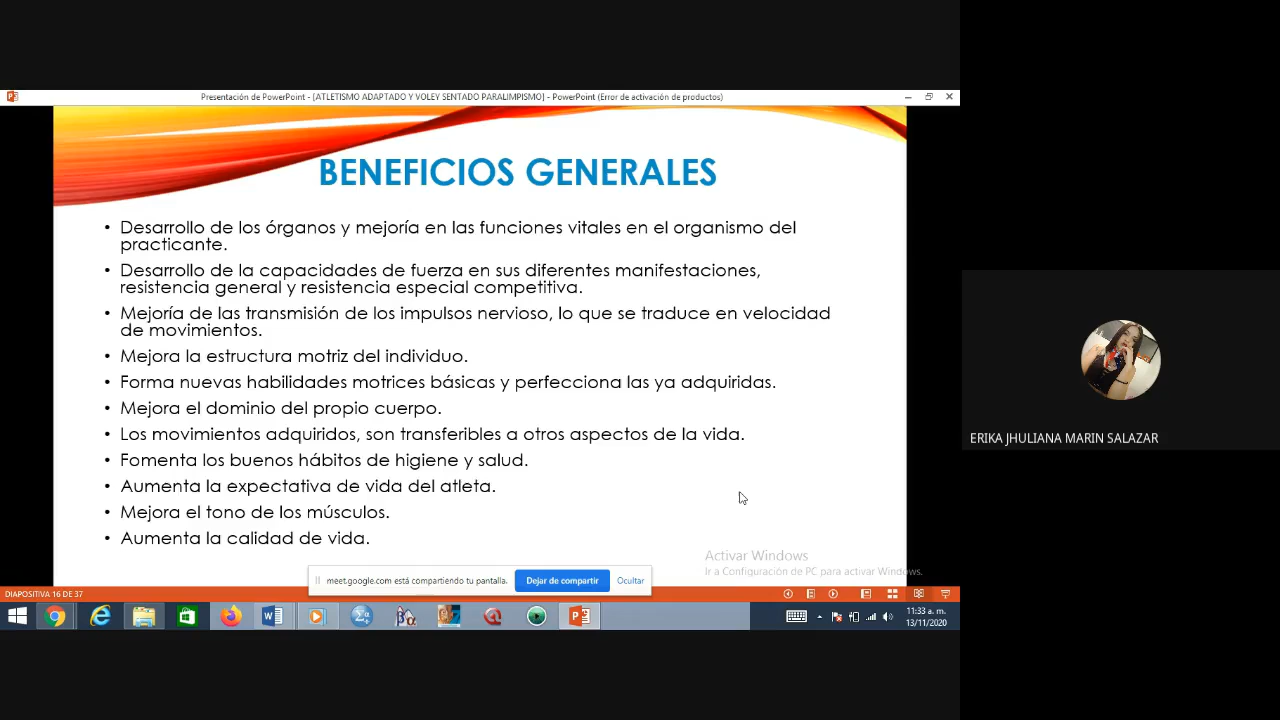 Presentación de PowerPoint - [ATLETISMO ADAPTADO Y VOLEY SENTADO PARALIMPISMO] - PowerPoint (Error de activación de productos)
BENEFICIOS GENERALES
• Desarrollo de los órganos y mejoría en las funciones vitales en el organismo del
practicante.
• Desarrollo de la capacidades de fuerza en sus diferentes manifestaciones,
resistencia general y resistencia especial competitiva.
• Mejoría de las transmisión de los impulsos nervioso, lo que se traduce en velocidad
de movimientos.
• Mejora la estructura motriz del individuo.
• Forma nuevas habilidades motrices básicas y perfecciona las ya adquiridas.
• Mejora el dominio del propio cuerpo.
• Los movimientos adquiridos, son transferibles a otros aspectos de la vida.
• Fomenta los buenos hábitos de higiene y salud.
• Aumenta la expectativa de vida del atleta.
• Mejora el tono de los músculos.
• Aumenta la calidad de vida.
ERIKA JHULIANA MARIN SALAZAR
Activar Windows
Ir a Configuración de PC para activar Windows.
meet.google.com está compartiendo tu pantalla.
Dejar de compartir
Ocultar
DIAPOSITIVA 16 DE 37
11:33 a. m.
13/11/2020